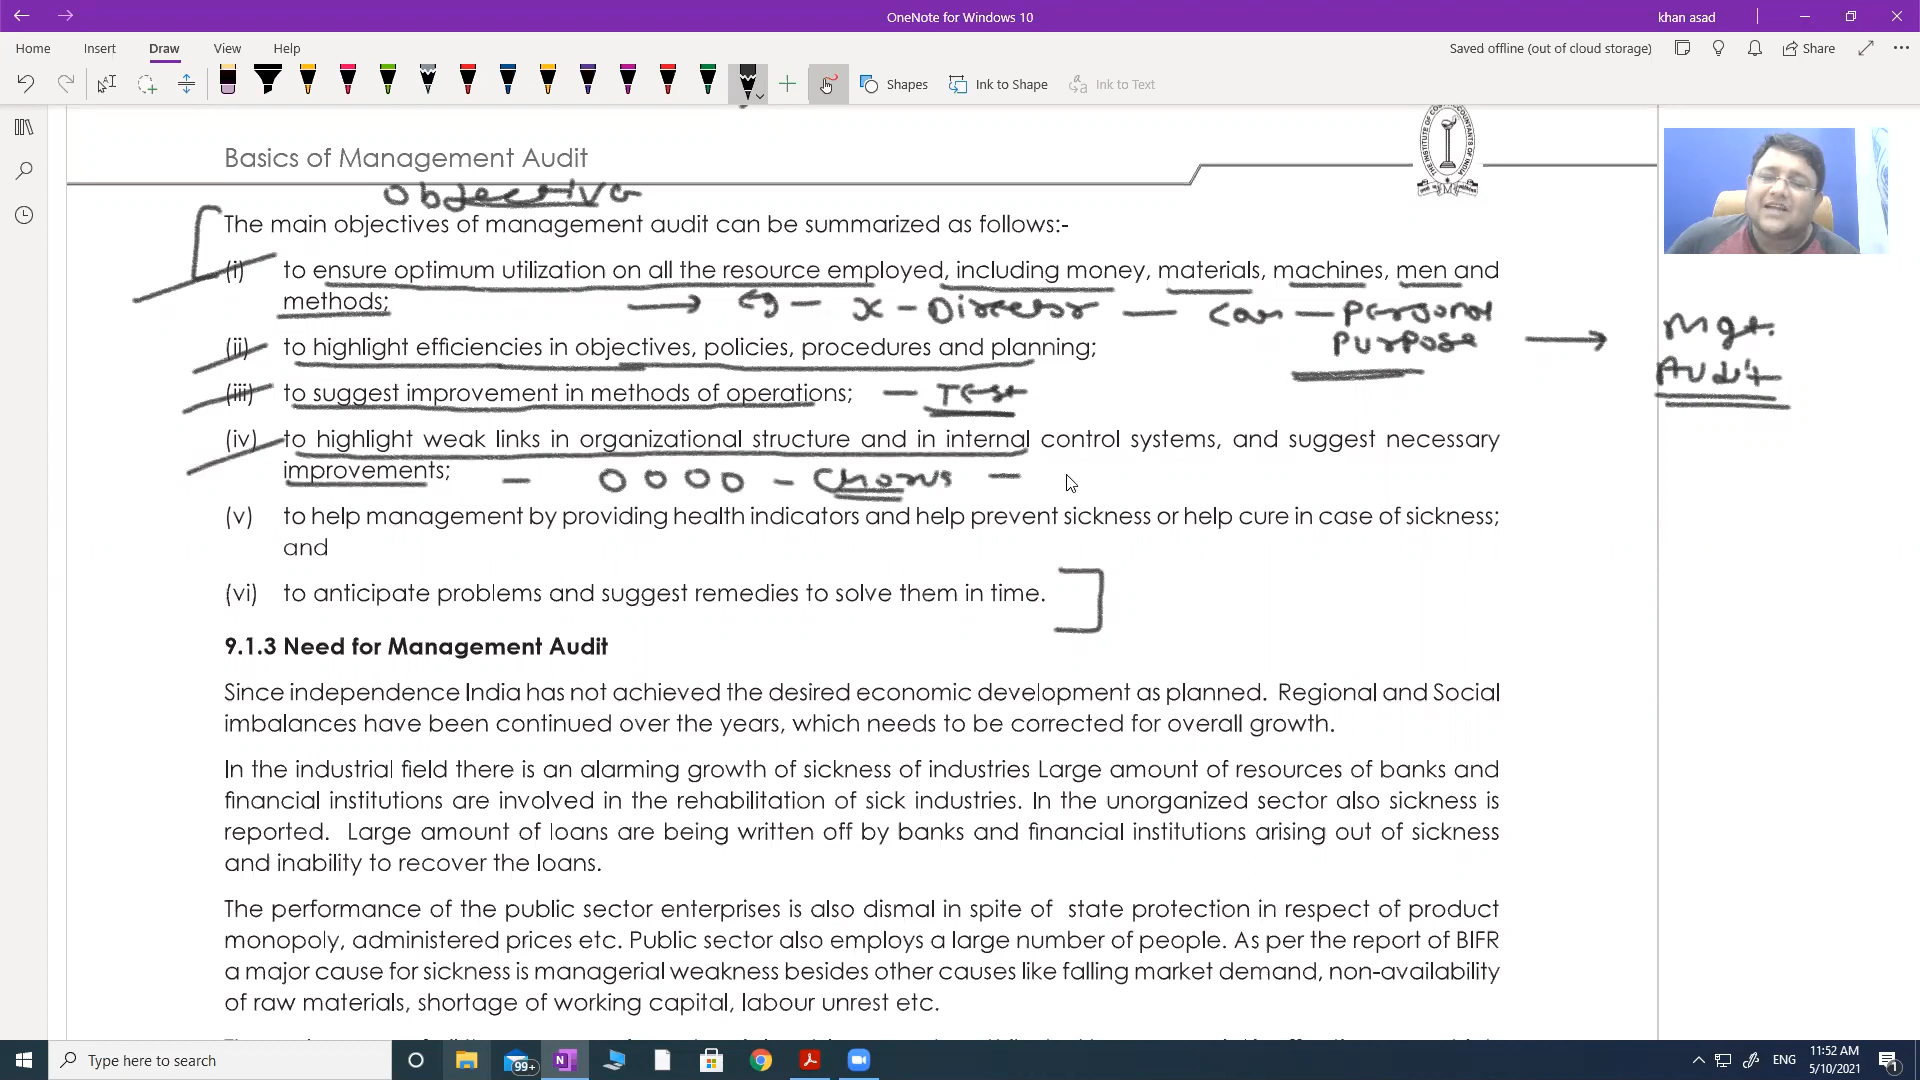 OneNote for Windows 10
khan asad
Home Insert Draw View Help
Saved offline (out of cloud storage)
Share
Shapes
Ink to Shape
Ink to Text
Basics of Management Audit
Objective
The main objectives of management audit can be summarized as follows:-
(i) to ensure optimum utilization on all the resource employed, including money, materials, machines, men and
methods;
Eg - X - Director - Car - Personal
Purpose
Mgt.
Audit
(ii) to highlight efficiencies in objectives, policies, procedures and planning;
(iii) to suggest improvement in methods of operations; - Test
(iv) to highlight weak links in organizational structure and in internal control systems, and suggest necessary
improvements; - 0 0 0 0 - Chorus -
(v) to help management by providing health indicators and help prevent sickness or help cure in case of sickness;
and
(vi) to anticipate problems and suggest remedies to solve them in time.
9.1.3 Need for Management Audit
Since independence India has not achieved the desired economic development as planned. Regional and Social
imbalances have been continued over the years, which needs to be corrected for overall growth.
In the industrial field there is an alarming growth of sickness of industries Large amount of resources of banks and
financial institutions are involved in the rehabilitation of sick industries. In the unorganized sector also sickness is
reported. Large amount of loans are being written off by banks and financial institutions arising out of sickness
and inability to recover the loans.
The performance of the public sector enterprises is also dismal in spite of state protection in respect of product
monopoly, administered prices etc. Public sector also employs a large number of people. As per the report of BIFR
a major cause for sickness is managerial weakness besides other causes like falling market demand, non-availability
of raw materials, shortage of working capital, labour unrest etc.
Type here to search
99+
ENG
11:52 AM
5/10/2021
1